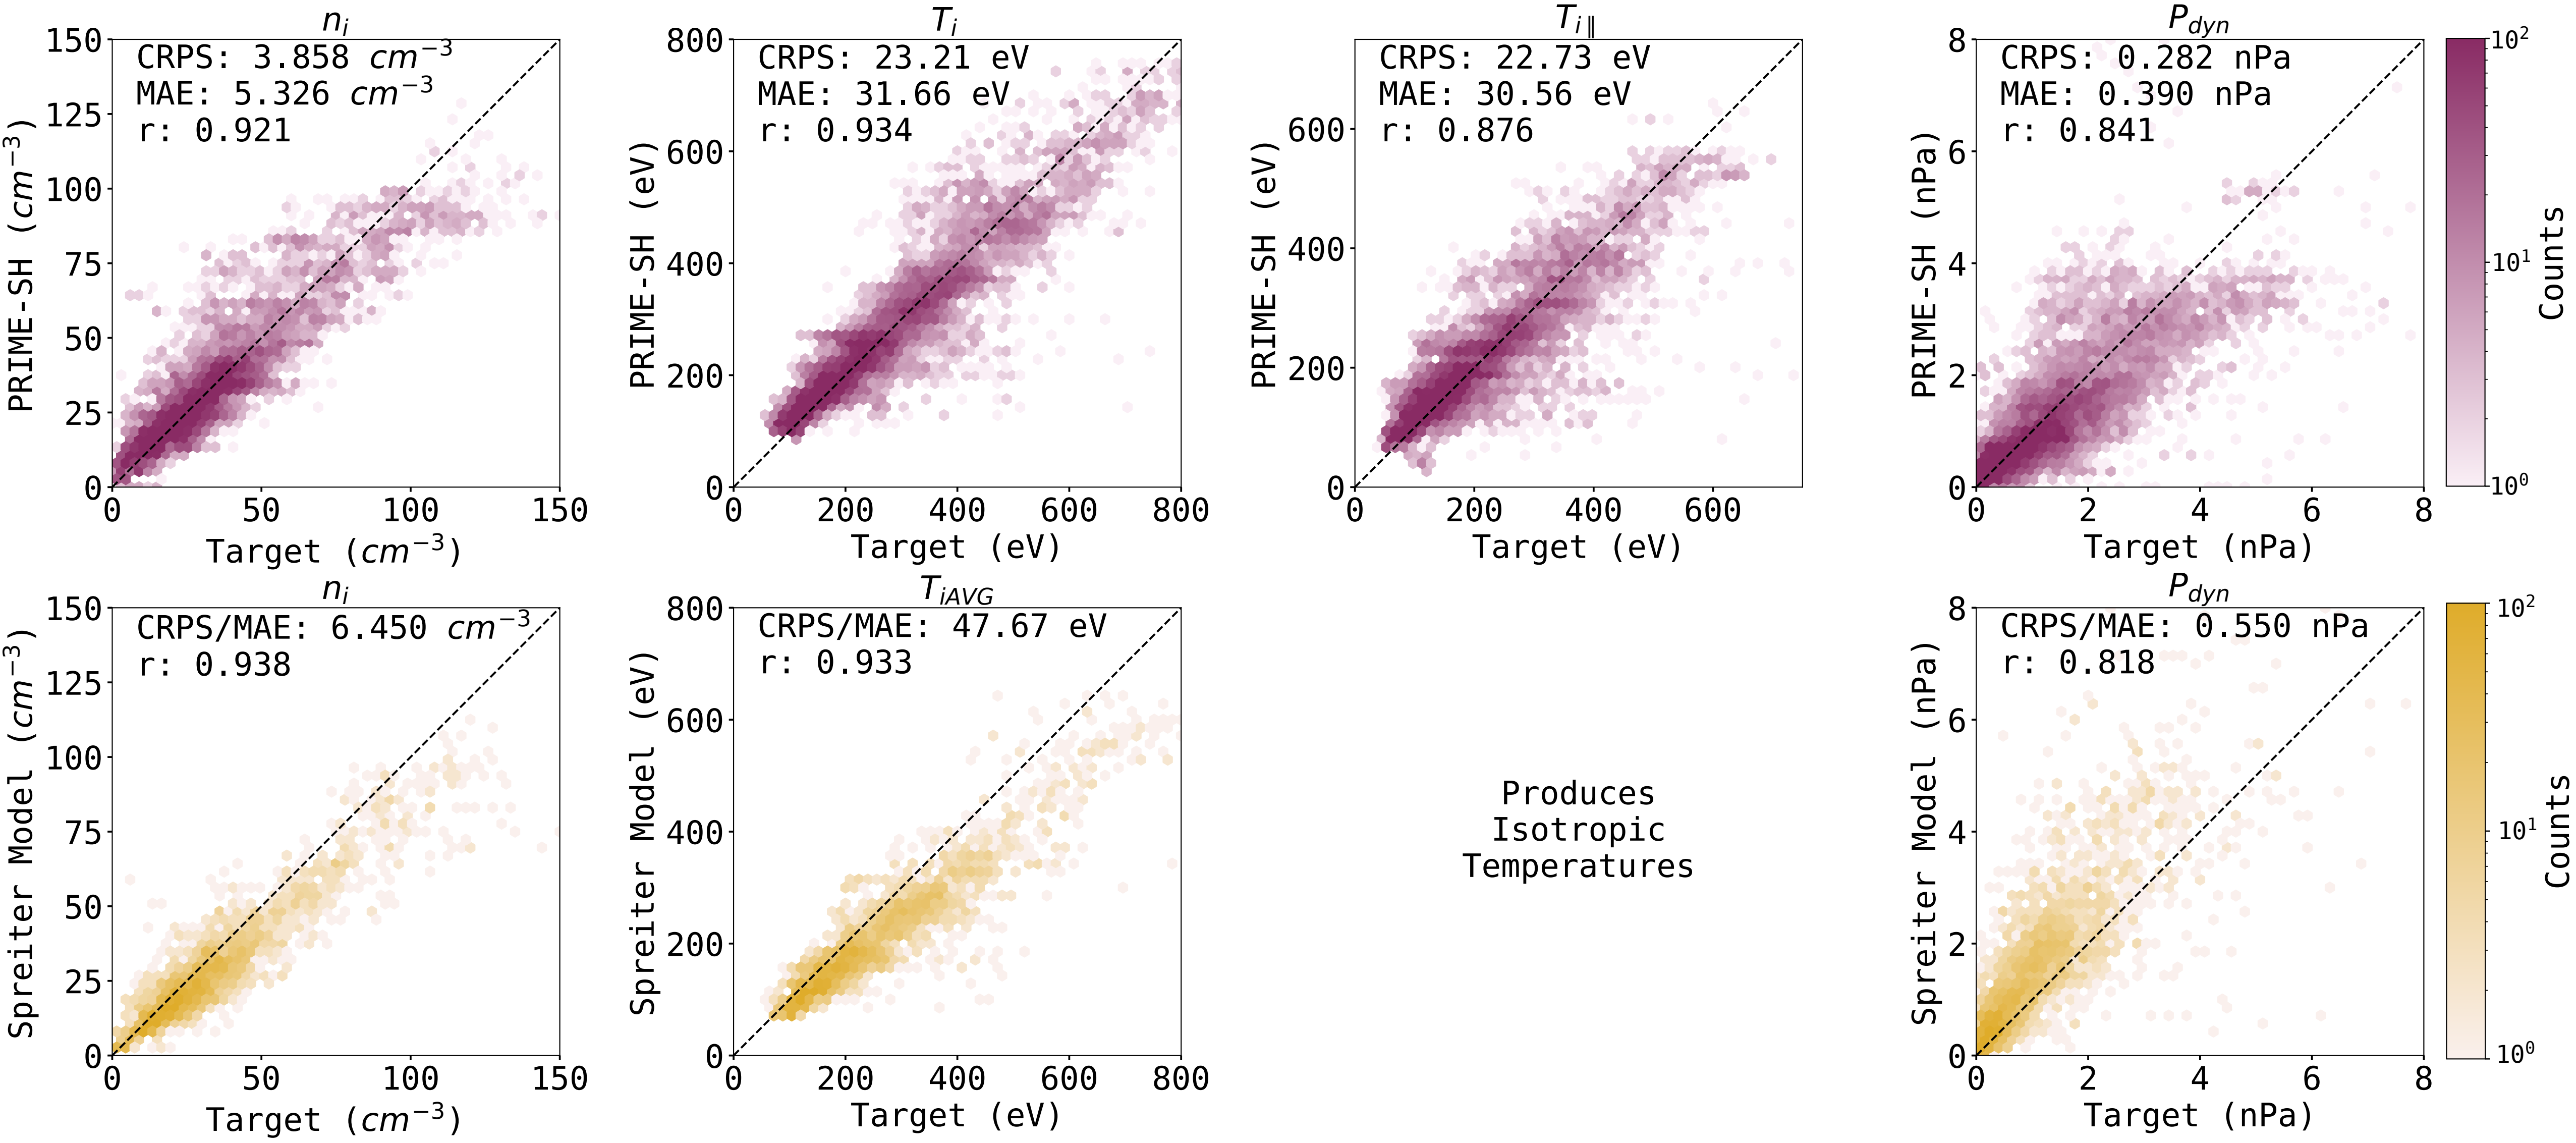 n_i
CRPS: 3.858 cm^{-3}
MAE: 5.326 cm^{-3}
r: 0.921
150
125
100
75
50
25
0
PRIME-SH (cm^{-3})
0 50 100 150
Target (cm^{-3})
T_i
CRPS: 23.21 eV
MAE: 31.66 eV
r: 0.934
800
600
400
200
0
PRIME-SH (eV)
0 200 400 600 800
Target (eV)
T_{i∥}
CRPS: 22.73 eV
MAE: 30.56 eV
r: 0.876
600
400
200
0
PRIME-SH (eV)
0 200 400 600
Target (eV)
P_{dyn}
CRPS: 0.282 nPa
MAE: 0.390 nPa
r: 0.841
8
6
4
2
0
PRIME-SH (nPa)
0 2 4 6 8
Target (nPa)
10^2
10^1
10^0
Counts
n_i
CRPS/MAE: 6.450 cm^{-3}
r: 0.938
150
125
100
75
50
25
0
Spreiter Model (cm^{-3})
0 50 100 150
Target (cm^{-3})
T_{iAVG}
CRPS/MAE: 47.67 eV
r: 0.933
800
600
400
200
0
Spreiter Model (eV)
0 200 400 600 800
Target (eV)
Produces
Isotropic
Temperatures
P_{dyn}
CRPS/MAE: 0.550 nPa
r: 0.818
8
6
4
2
0
Spreiter Model (nPa)
0 2 4 6 8
Target (nPa)
10^2
10^1
10^0
Counts